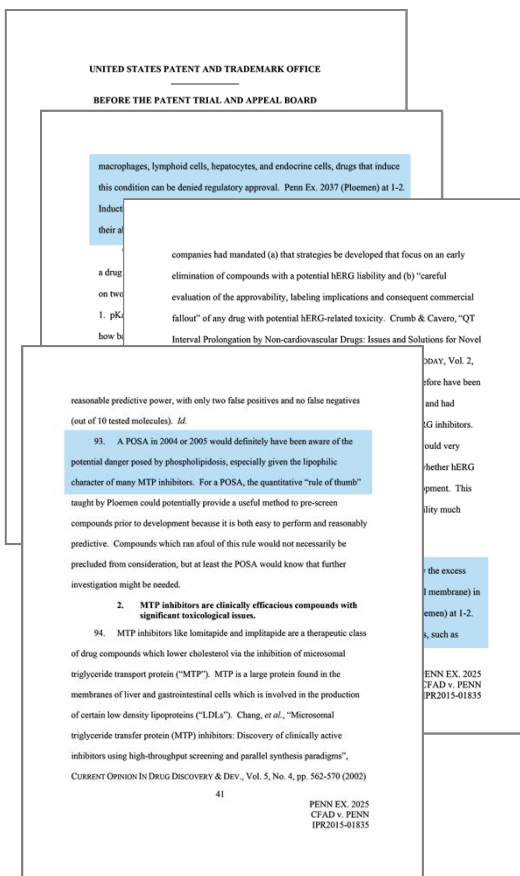 UNITED STATES PATENT AND TRADEMARK OFFICE
BEFORE THE PATENT TRIAL AND APPEAL BOARD
macrophages, lymphoid cells, hepatocytes, and endocrine cells, drugs that induce
this condition can be denied regulatory approval. Penn Ex. 2037 (Ploemen) at 1-2.
Induct
their al
a drug
on two
1. pKa
how ba
companies had mandated (a) that strategies be developed that focus on an early
elimination of compounds with a potential hERG liability and (b) “careful
evaluation of the approvability, labeling implications and consequent commercial
fallout” of any drug with potential hERG-related toxicity. Crumb & Cavero, “QT
Interval Prolongation by Non-cardiovascular Drugs: Issues and Solutions for Novel
ODAY, Vol. 2,
efore have been
and had
G inhibitors.
ould very
hether hERG
pment. This
ility much
the excess
l membrane) in
emen) at 1-2.
s, such as
PENN EX. 2025
CFAD v. PENN
IPR2015-01835
reasonable predictive power, with only two false positives and no false negatives
(out of 10 tested molecules). Id.
93. A POSA in 2004 or 2005 would definitely have been aware of the
potential danger posed by phospholipidosis, especially given the lipophilic
character of many MTP inhibitors. For a POSA, the quantitative “rule of thumb”
taught by Ploemen could potentially provide a useful method to pre-screen
compounds prior to development because it is both easy to perform and reasonably
predictive. Compounds which ran afoul of this rule would not necessarily be
precluded from consideration, but at least the POSA would know that further
investigation might be needed.
2. MTP inhibitors are clinically efficacious compounds with
significant toxicological issues.
94. MTP inhibitors like lomitapide and implitapide are a therapeutic class
of drug compounds which lower cholesterol via the inhibition of microsomal
triglyceride transport protein (“MTP”). MTP is a large protein found in the
membranes of liver and gastrointestinal cells which is involved in the production
of certain low density lipoproteins (“LDLs”). Chang, et al., “Microsomal
triglyceride transfer protein (MTP) inhibitors: Discovery of clinically active
inhibitors using high-throughput screening and parallel synthesis paradigms”,
CURRENT OPINION IN DRUG DISCOVERY & DEV., Vol. 5, No. 4, pp. 562-570 (2002)
41
PENN EX. 2025
CFAD v. PENN
IPR2015-01835